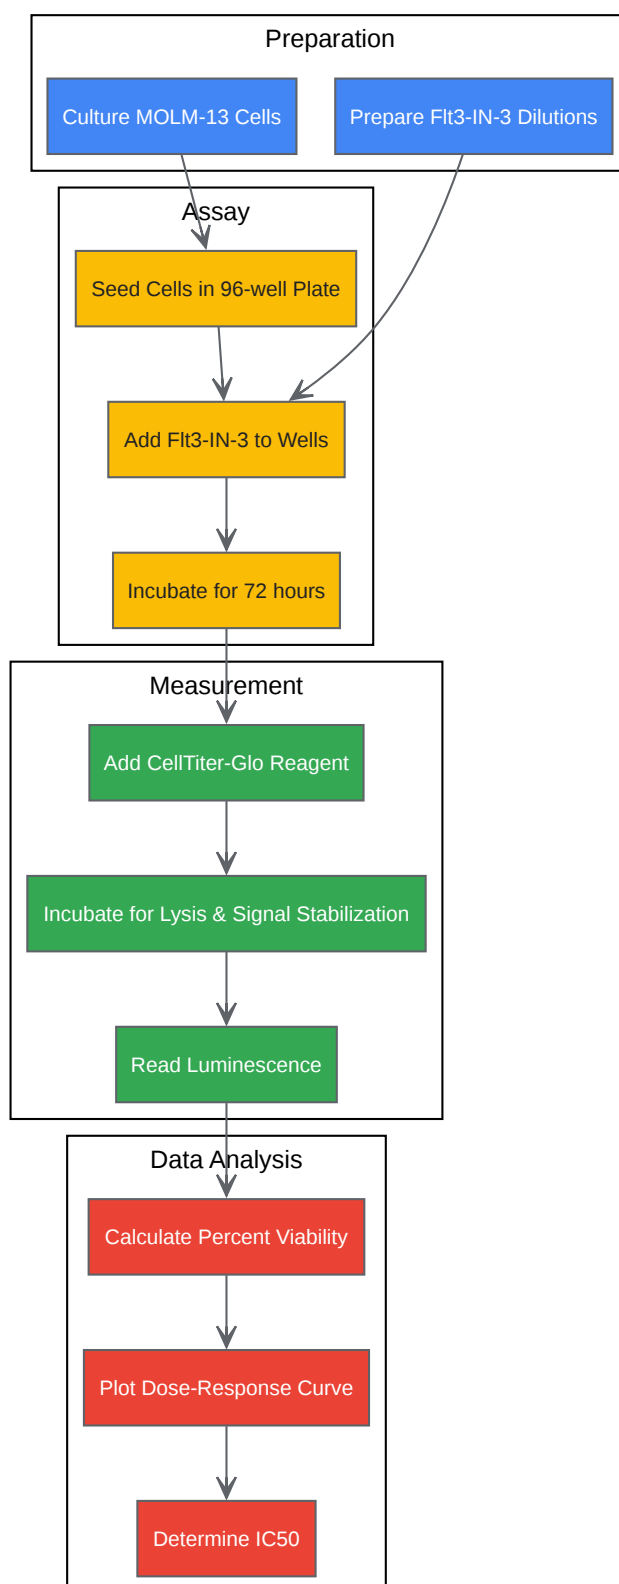 Preparation
Culture MOLM-13 Cells
Prepare Flt3-IN-3 Dilutions
Assay
Seed Cells in 96-well Plate
Add Flt3-IN-3 to Wells
Incubate for 72 hours
Measurement
Add CellTiter-Glo Reagent
Incubate for Lysis & Signal Stabilization
Read Luminescence
Data Analysis
Calculate Percent Viability
Plot Dose-Response Curve
Determine IC50